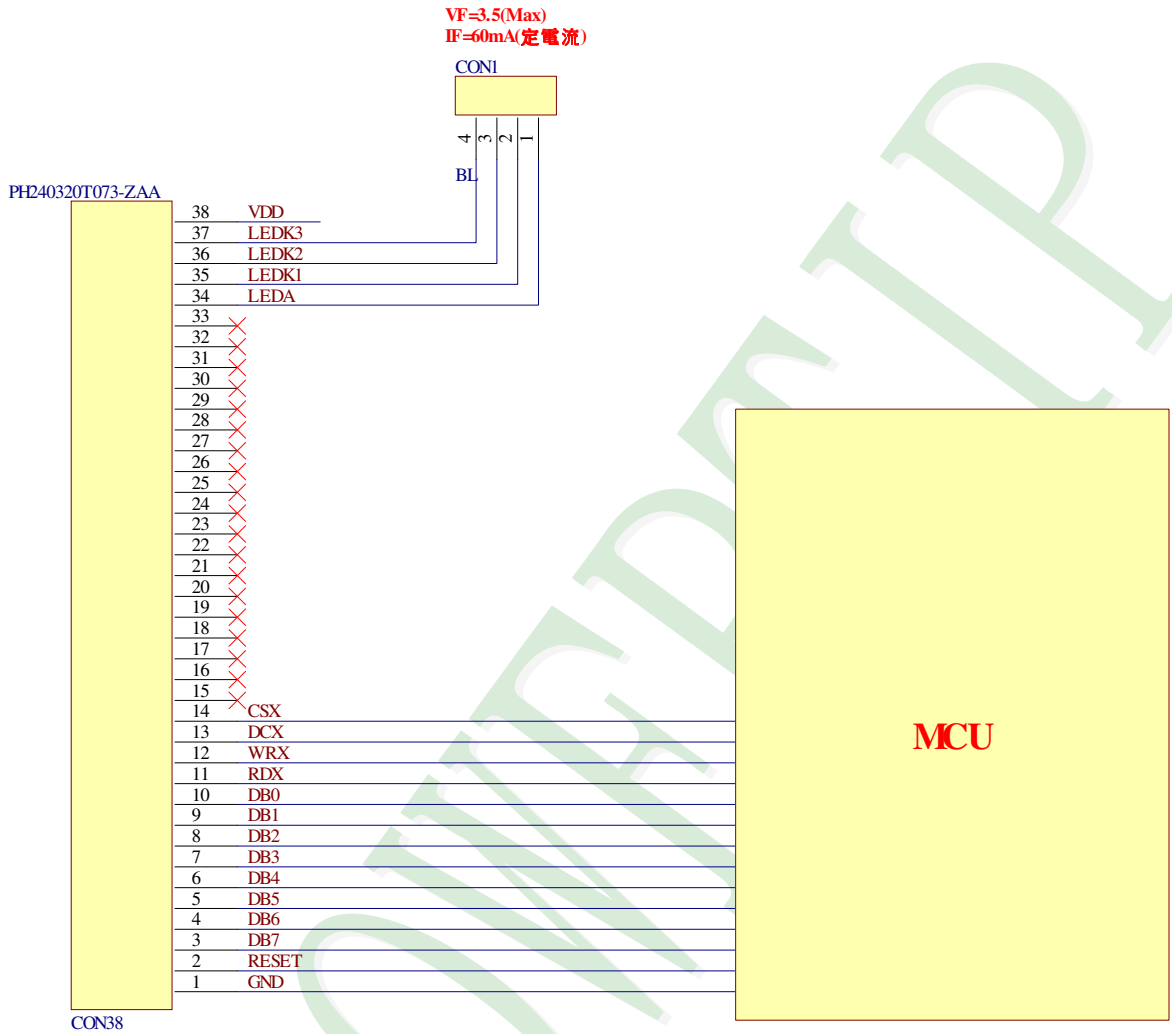 VF=3.5(Max)
IF=60mA(定電流)
CON1
4 3 2 1
BL
PH240320T073-ZAA
38 VDD
37 LEDK3
36 LEDK2
35 LEDK1
34 LEDA
33
32
31
30
29
28
27
26
25
24
23
22
21
20
19
18
17
16
15
14 CSX
13 DCX
12 WRX
11 RDX
10 DB0
9 DB1
8 DB2
7 DB3
6 DB4
5 DB5
4 DB6
3 DB7
2 RESET
1 GND
MCU
CON38